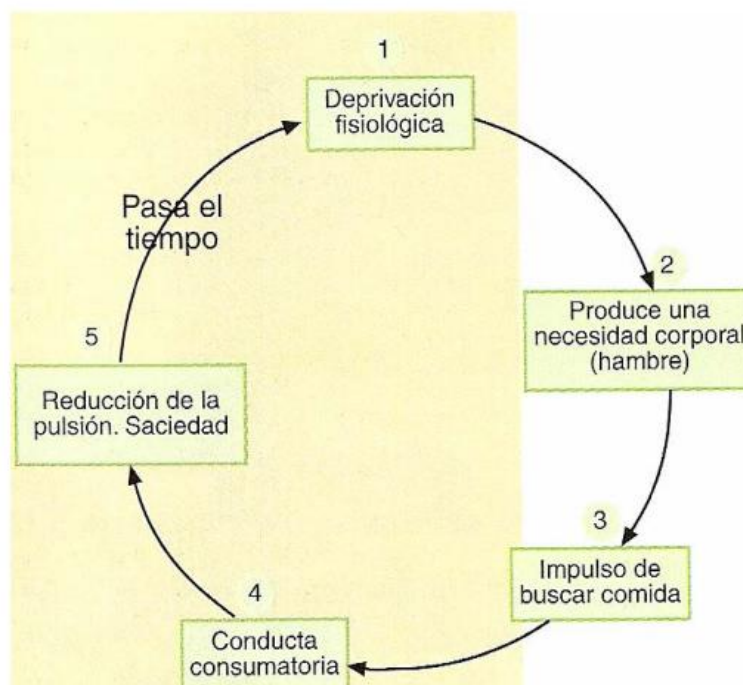 1
Deprivación
fisiológica
2
Produce una
necesidad corporal
(hambre)
3
Impulso de
buscar comida
4
Conducta
consumatoria
5
Reducción de la
pulsión. Saciedad
Pasa el
tiempo